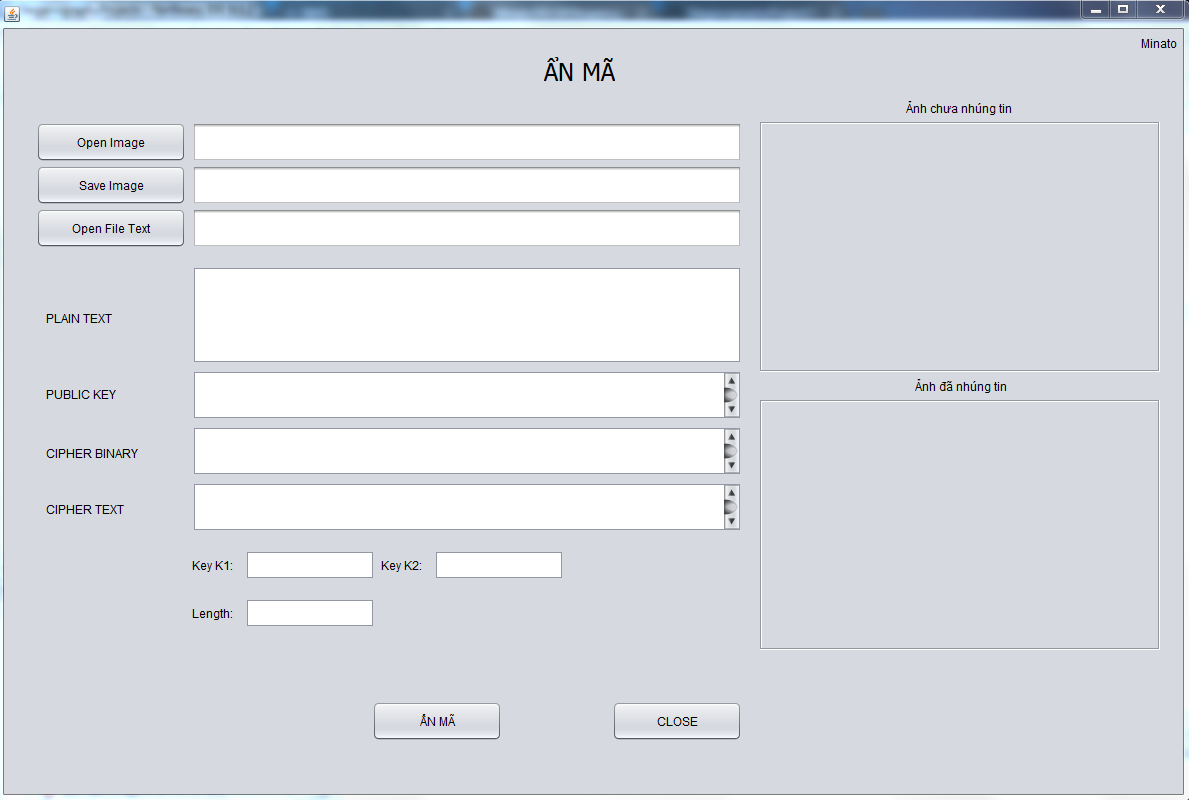 Minato
ẨN MÃ
Ảnh chưa nhúng tin
Open Image
Save Image
Open File Text
PLAIN TEXT
PUBLIC KEY
Ảnh đã nhúng tin
CIPHER BINARY
CIPHER TEXT
Key K1: Key K2:
Length:
ẨN MÃ CLOSE